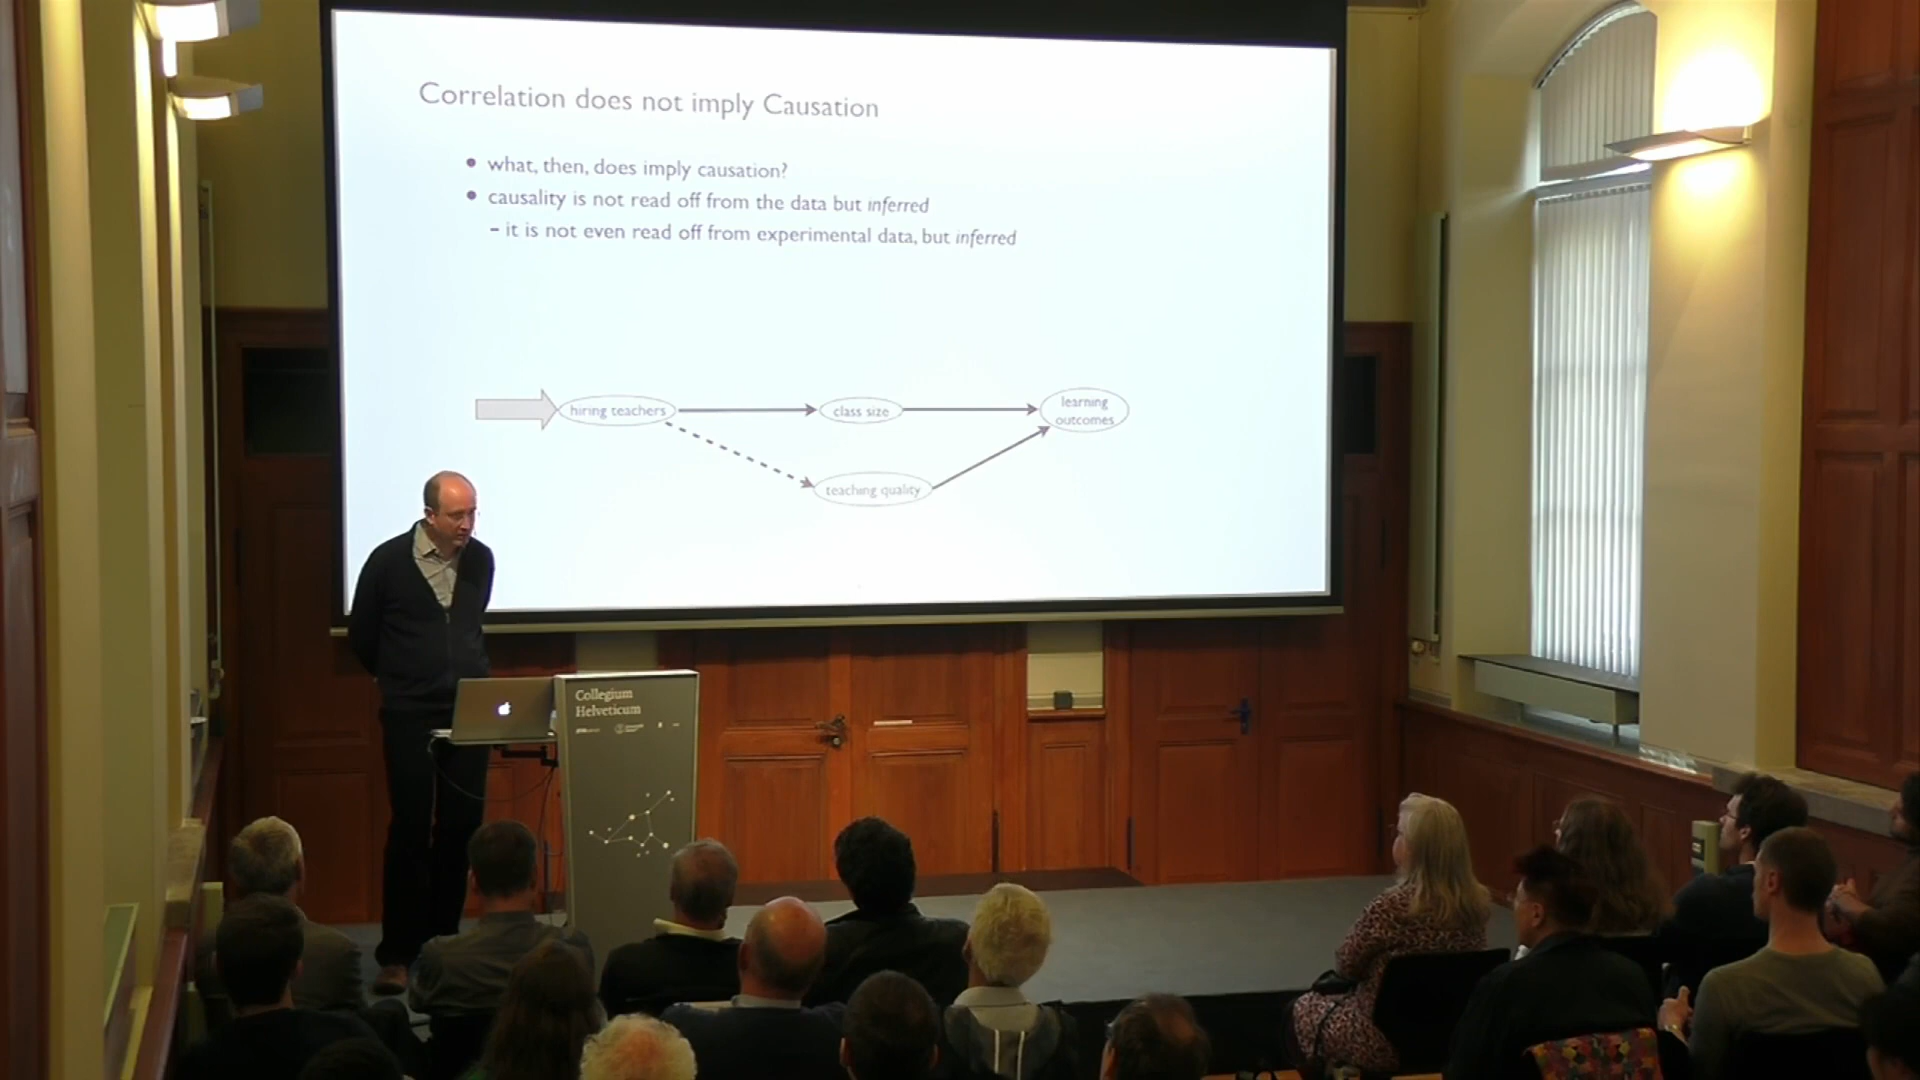 Correlation does not imply Causation
• what, then, does imply causation?
• causality is not read off from the data but inferred
– it is not even read off from experimental data, but inferred
hiring teachers
class size
learning
outcomes
teaching quality
Collegium
Helveticum